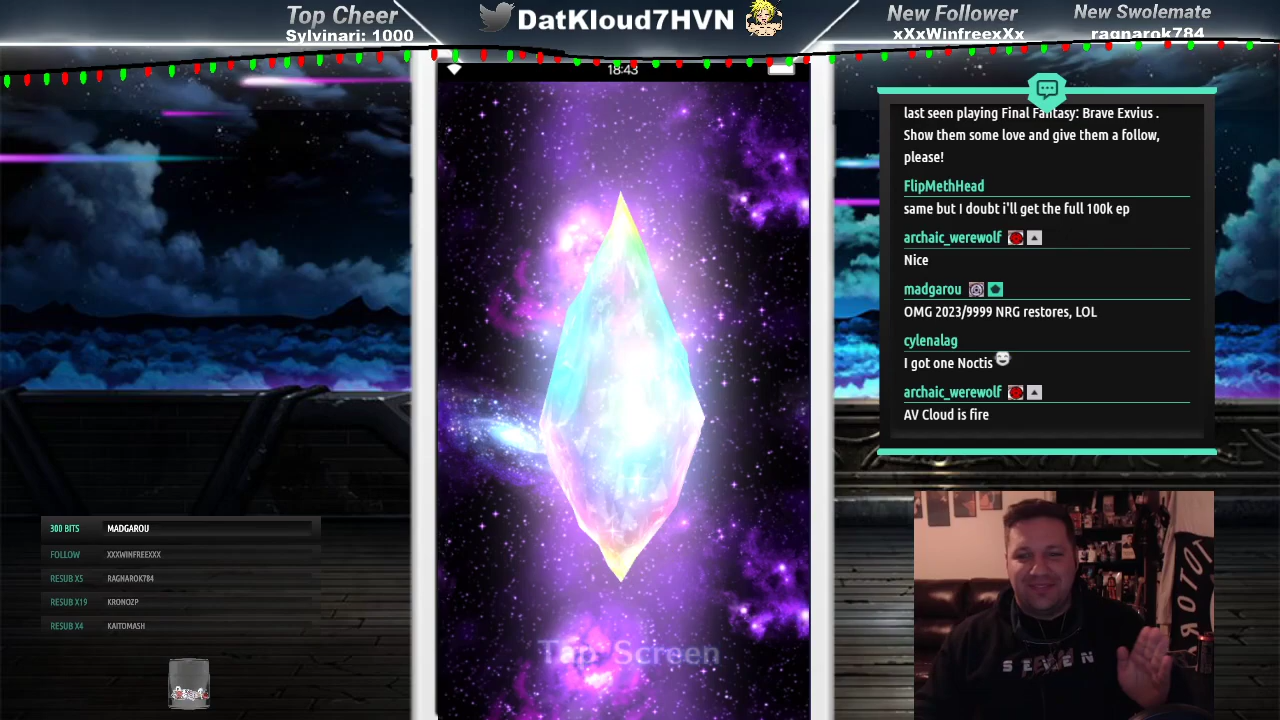 Top Cheer
Sylvinari: 1000
DatKloud7HVN
New Follower
xXxWinfreexXx
New Swolemate
ragnarok784
18:43
last seen playing Final Fantasy: Brave Exvius .
Show them some love and give them a follow,
please!
FlipMethHead
same but I doubt i'll get the full 100k ep
archaic_werewolf
Nice
madgarou
OMG 2023/9999 NRG restores, LOL
cylenalag
I got one Noctis
archaic_werewolf
AV Cloud is fire
Tap Screen
300 BITS MADGAROU
FOLLOW XXXWINFREEXXX
RESUB X5 RAGNAROK784
RESUB X19 KRONOZP
RESUB X4 KAITOMASH